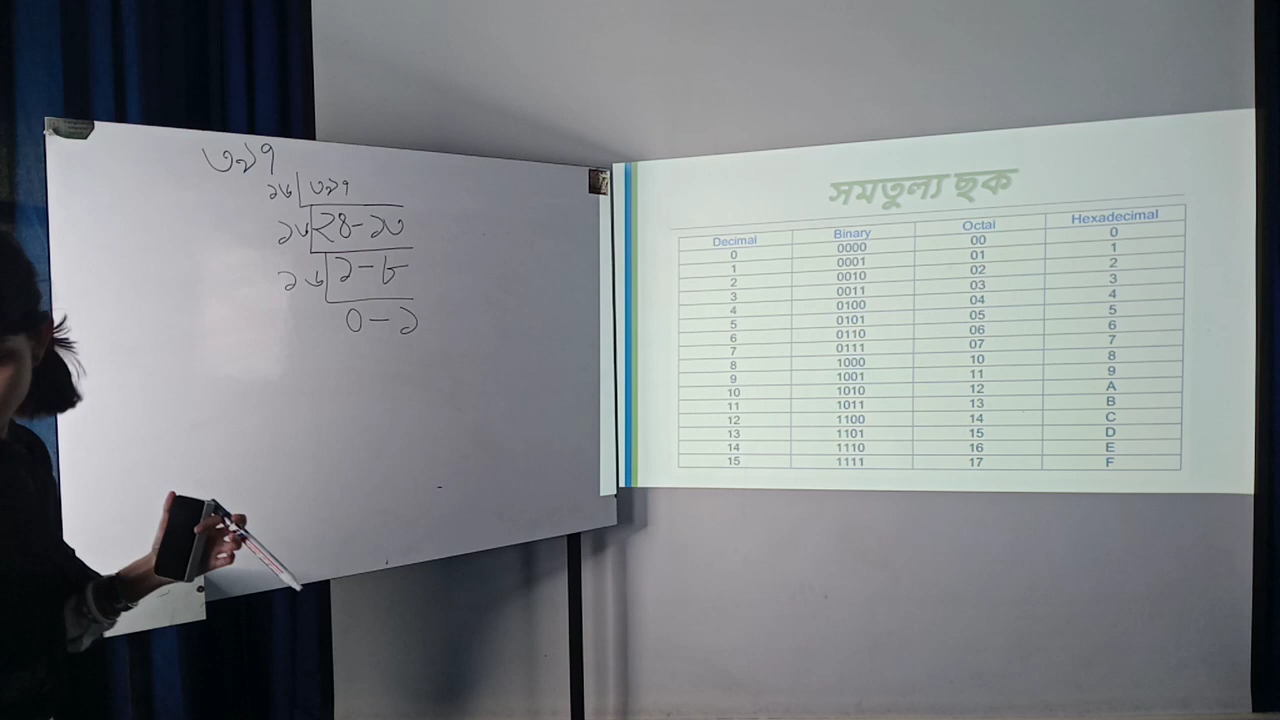 ৩৯৭
১৬ ৩৯৭
১৬ ২৪-১৩
১৬ ১-৮
০-১
সমতুল্য ছক
Decimal Binary Octal Hexadecimal
0 0000 00 0
1 0001 01 1
2 0010 02 2
3 0011 03 3
4 0100 04 4
5 0101 05 5
6 0110 06 6
7 0111 07 7
8 1000 10 8
9 1001 11 9
10 1010 12 A
11 1011 13 B
12 1100 14 C
13 1101 15 D
14 1110 16 E
15 1111 17 F